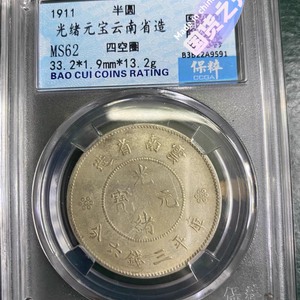 1911 半圆
光绪元宝云南省造
MS62 四空圈
33.2*1.9mm*13.2g
BAO CUI COINS RATING
保粹
造省南雲
光緒元寶
庫平三錢六分